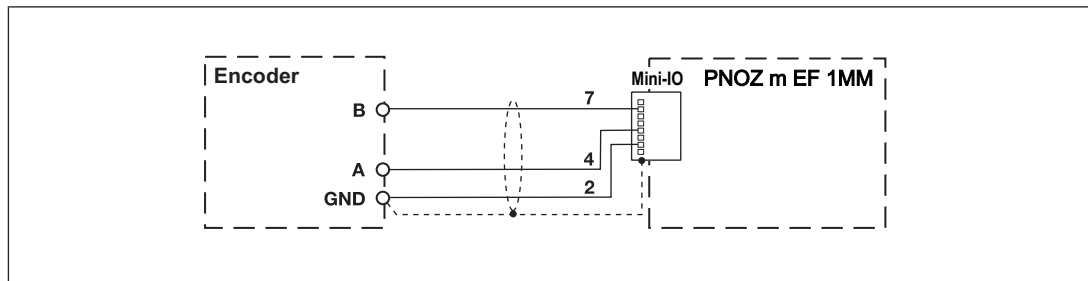 Encoder
Mini-IO
PNOZ m EF 1MM
B
7
A
4
GND
2